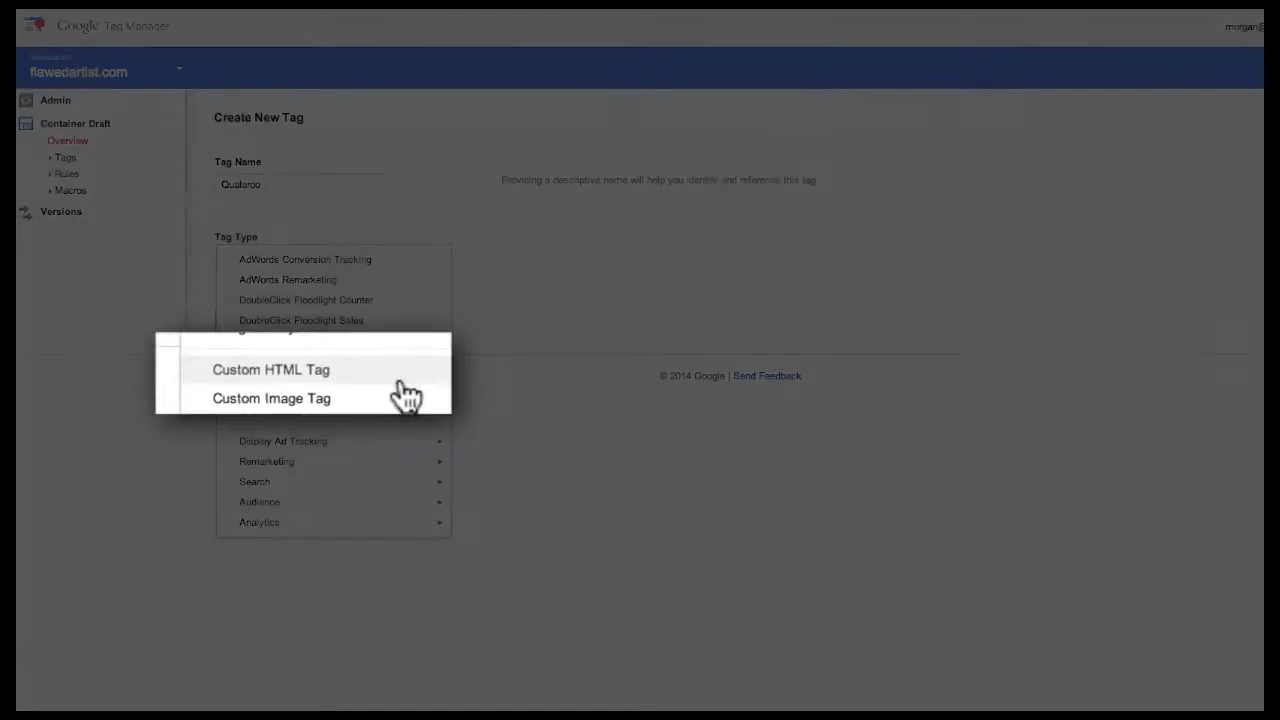 Google Tag Manager
morgan@
flawedartist.com
Admin
Container Draft
Overview
Tags
Rules
Macros
Versions
Create New Tag
Tag Name
Qualaroo
Providing a descriptive name will help you identify and reference this tag
Tag Type
AdWords Conversion Tracking
AdWords Remarketing
DoubleClick Floodlight Counter
DoubleClick Floodlight Sales
Custom HTML Tag
Custom Image Tag
Display Ad Tracking
Remarketing
Search
Audience
Analytics
© 2014 Google | Send Feedback